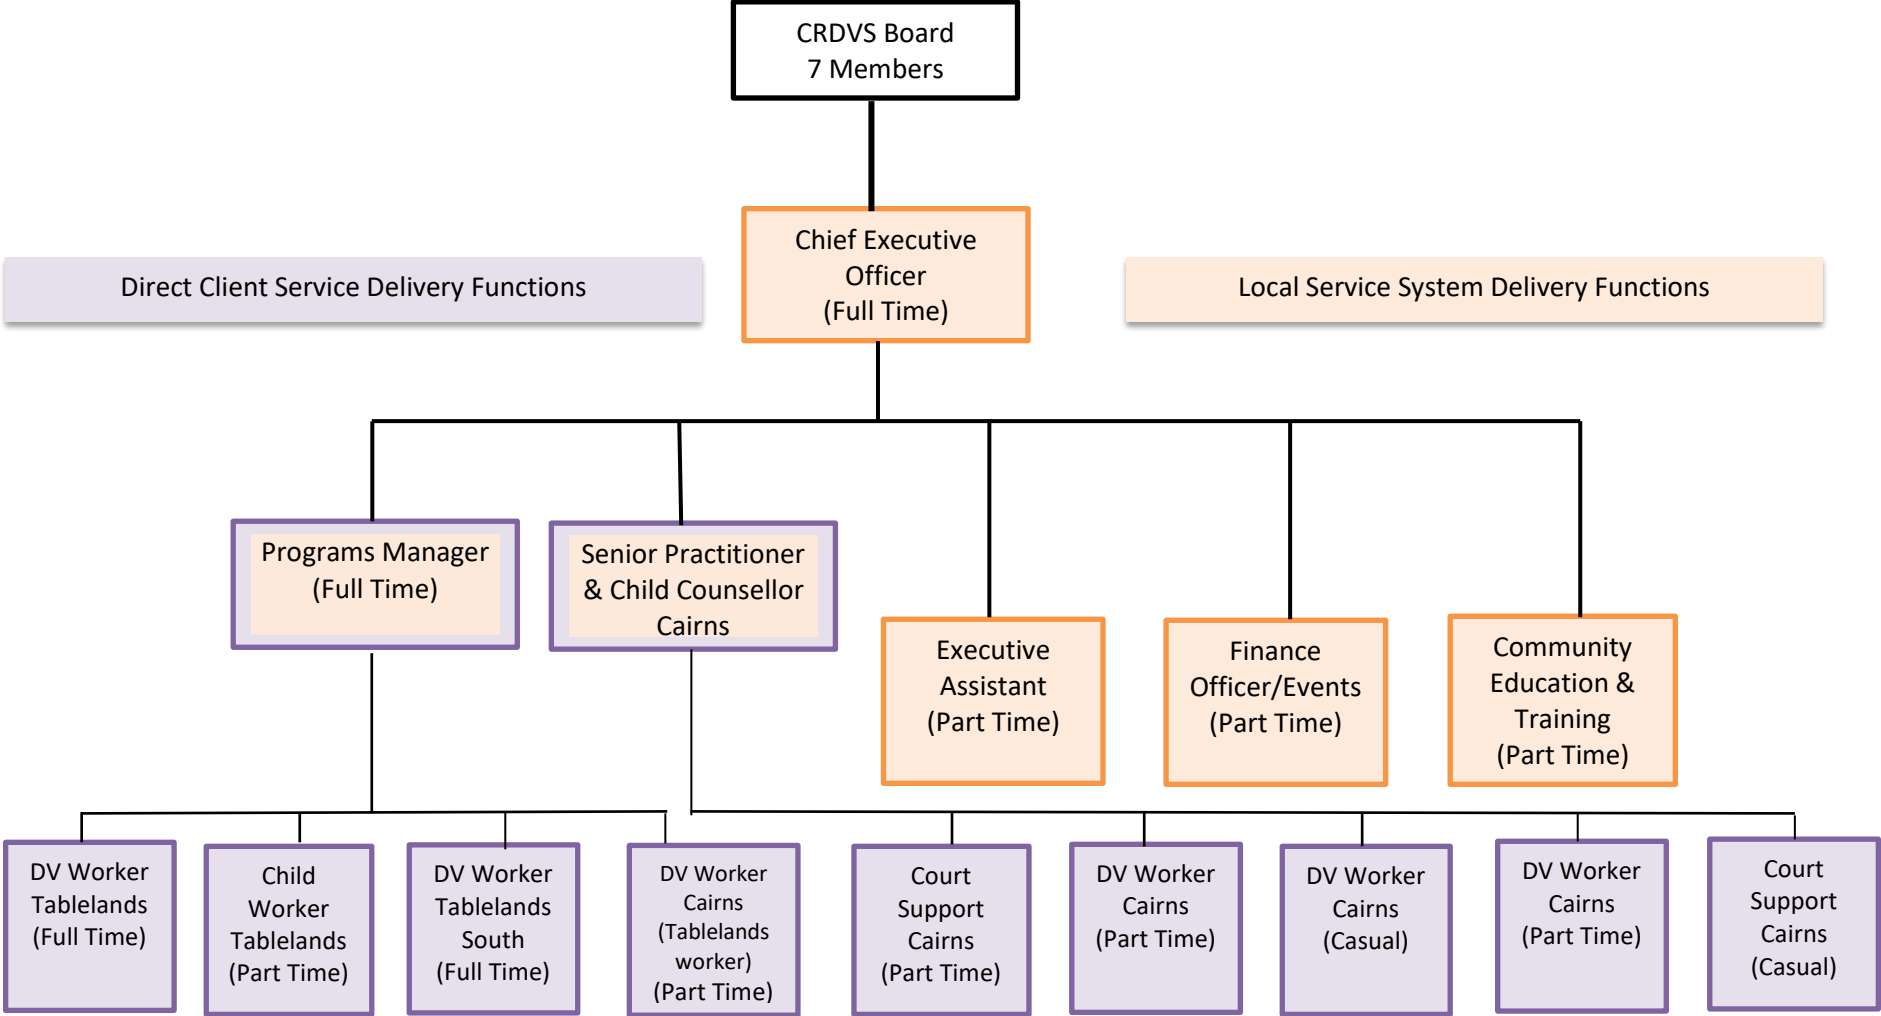 CRDVS Board
7 Members
Chief Executive
Officer
(Full Time)
Direct Client Service Delivery Functions
Local Service System Delivery Functions
Programs Manager
(Full Time)
Senior Practitioner
& Child Counsellor
Cairns
Executive
Assistant
(Part Time)
Finance
Officer/Events
(Part Time)
Community
Education &
Training
(Part Time)
DV Worker
Tablelands
(Full Time)
Child
Worker
Tablelands
(Part Time)
DV Worker
Tablelands
South
(Full Time)
DV Worker
Cairns
(Tablelands
worker)
(Part Time)
Court
Support
Cairns
(Part Time)
DV Worker
Cairns
(Part Time)
DV Worker
Cairns
(Casual)
DV Worker
Cairns
(Part Time)
Court
Support
Cairns
(Casual)